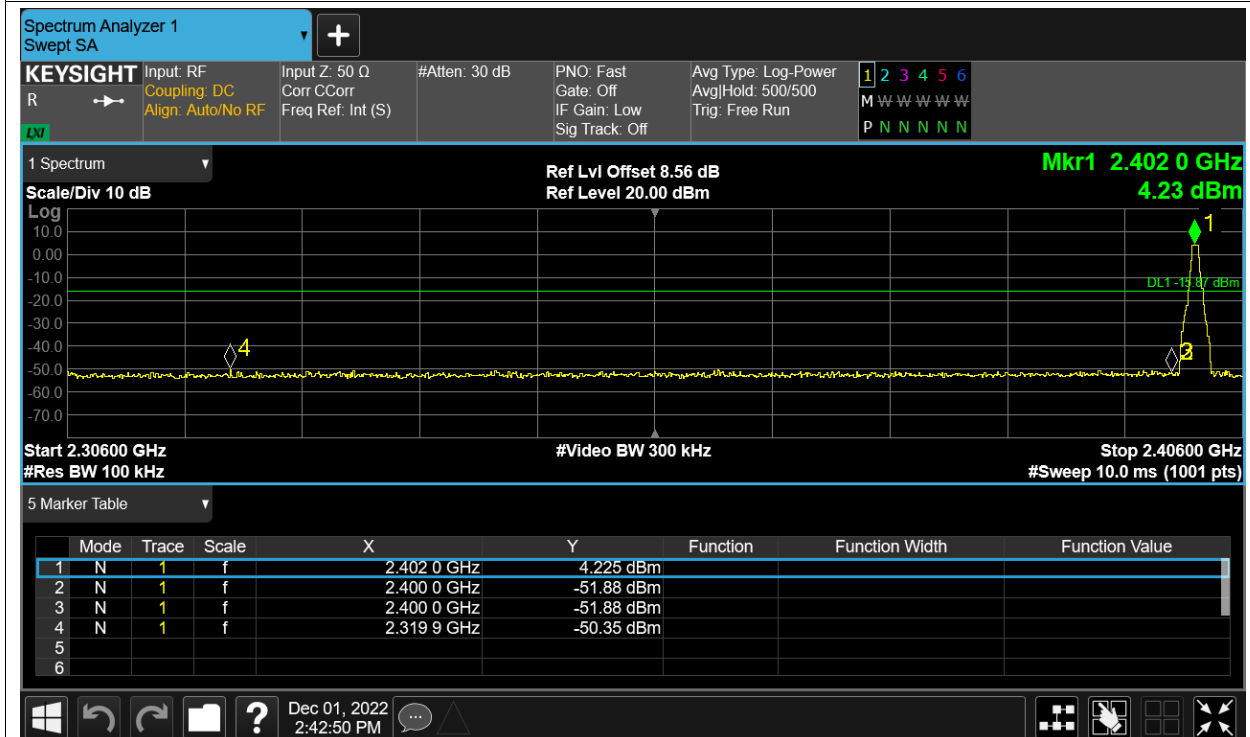 Spectrum Analyzer 1
Swept SA
+
KEYSIGHT Input: RF Input Z: 50 Ω #Atten: 30 dB PNO: Fast Avg Type: Log-Power 1 2 3 4 5 6
R Coupling: DC Corr CCorr Gate: Off Avg|Hold: 500/500 M W W W W W W
Align: Auto/No RF Freq Ref: Int (S) IF Gain: Low Trig: Free Run P N N N N N N
LXI Sig Track: Off
1 Spectrum Ref Lvl Offset 8.56 dB Mkr1 2.402 0 GHz
Scale/Div 10 dB Ref Level 20.00 dBm 4.23 dBm
Log
1
10.0
0.00
-10.0
DL1 -15.87 dBm
-20.0
-30.0
-40.0
4
-50.0
-60.0
-70.0
Start 2.30600 GHz #Video BW 300 kHz Stop 2.40600 GHz
#Res BW 100 kHz #Sweep 10.0 ms (1001 pts)
5 Marker Table
Mode Trace Scale X Y Function Function Width Function Value
1 N 1 f 2.402 0 GHz 4.225 dBm
2 N 1 f 2.400 0 GHz -51.88 dBm
3 N 1 f 2.400 0 GHz -51.88 dBm
4 N 1 f 2.319 9 GHz -50.35 dBm
5
6
? Dec 01, 2022
2:42:50 PM